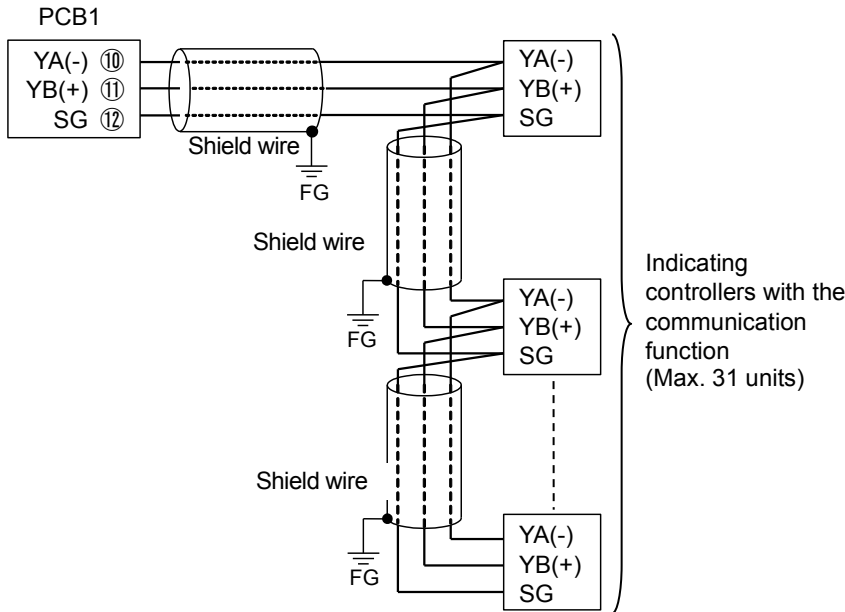 PCB1
YA(-) ⑩
YB(+) ⑪
SG ⑫
Shield wire
FG
YA(-)
YB(+)
SG
Shield wire
FG
YA(-)
YB(+)
SG
Indicating
controllers with the
communication
function
(Max. 31 units)
Shield wire
FG
YA(-)
YB(+)
SG